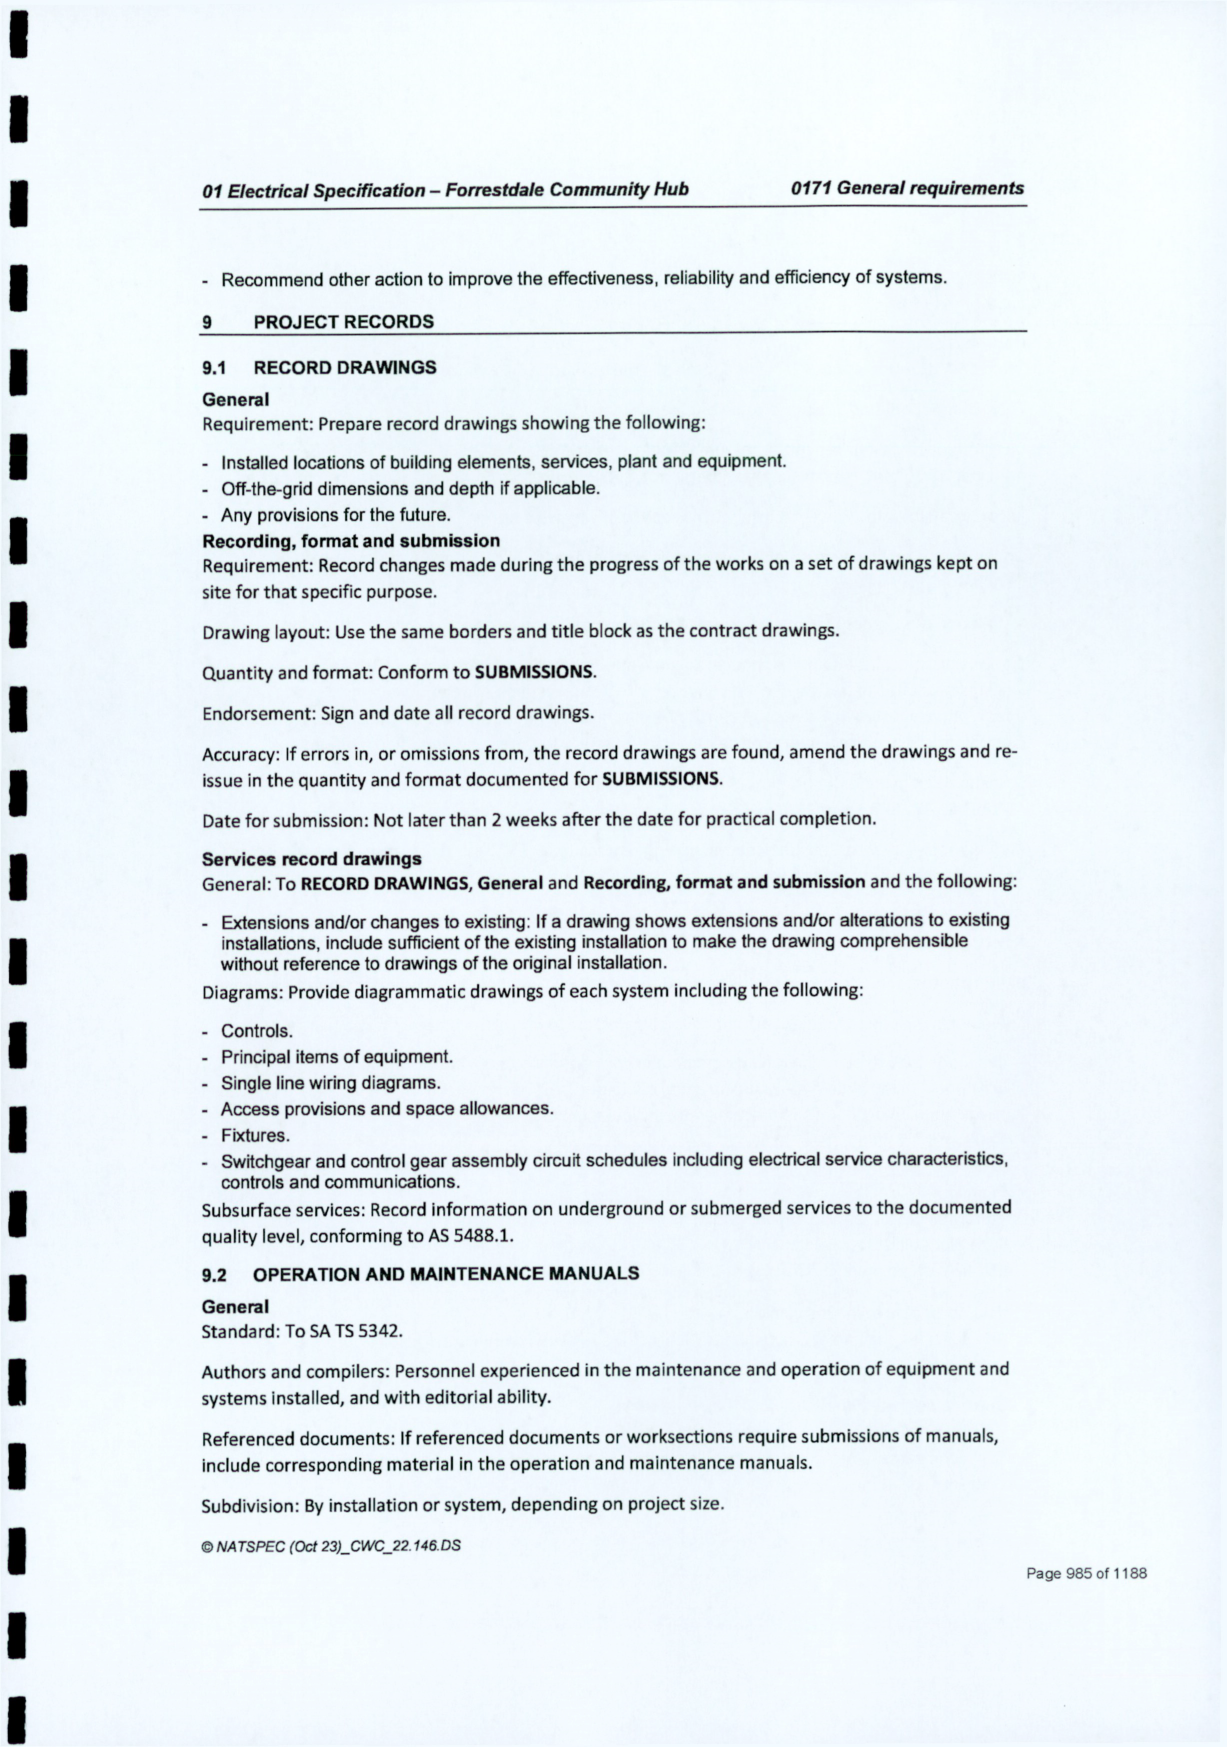 01 Electrical Specification – Forrestdale Community Hub 0171 General requirements
- Recommend other action to improve the effectiveness, reliability and efficiency of systems.
9 PROJECT RECORDS
9.1 RECORD DRAWINGS
General
Requirement: Prepare record drawings showing the following:
- Installed locations of building elements, services, plant and equipment.
- Off-the-grid dimensions and depth if applicable.
- Any provisions for the future.
Recording, format and submission
Requirement: Record changes made during the progress of the works on a set of drawings kept on
site for that specific purpose.
Drawing layout: Use the same borders and title block as the contract drawings.
Quantity and format: Conform to SUBMISSIONS.
Endorsement: Sign and date all record drawings.
Accuracy: If errors in, or omissions from, the record drawings are found, amend the drawings and re-
issue in the quantity and format documented for SUBMISSIONS.
Date for submission: Not later than 2 weeks after the date for practical completion.
Services record drawings
General: To RECORD DRAWINGS, General and Recording, format and submission and the following:
- Extensions and/or changes to existing: If a drawing shows extensions and/or alterations to existing
installations, include sufficient of the existing installation to make the drawing comprehensible
without reference to drawings of the original installation.
Diagrams: Provide diagrammatic drawings of each system including the following:
- Controls.
- Principal items of equipment.
- Single line wiring diagrams.
- Access provisions and space allowances.
- Fixtures.
- Switchgear and control gear assembly circuit schedules including electrical service characteristics,
controls and communications.
Subsurface services: Record information on underground or submerged services to the documented
quality level, conforming to AS 5488.1.
9.2 OPERATION AND MAINTENANCE MANUALS
General
Standard: To SA TS 5342.
Authors and compilers: Personnel experienced in the maintenance and operation of equipment and
systems installed, and with editorial ability.
Referenced documents: If referenced documents or worksections require submissions of manuals,
include corresponding material in the operation and maintenance manuals.
Subdivision: By installation or system, depending on project size.
© NATSPEC (Oct 23)_CWC_22.146.DS
Page 985 of 1188